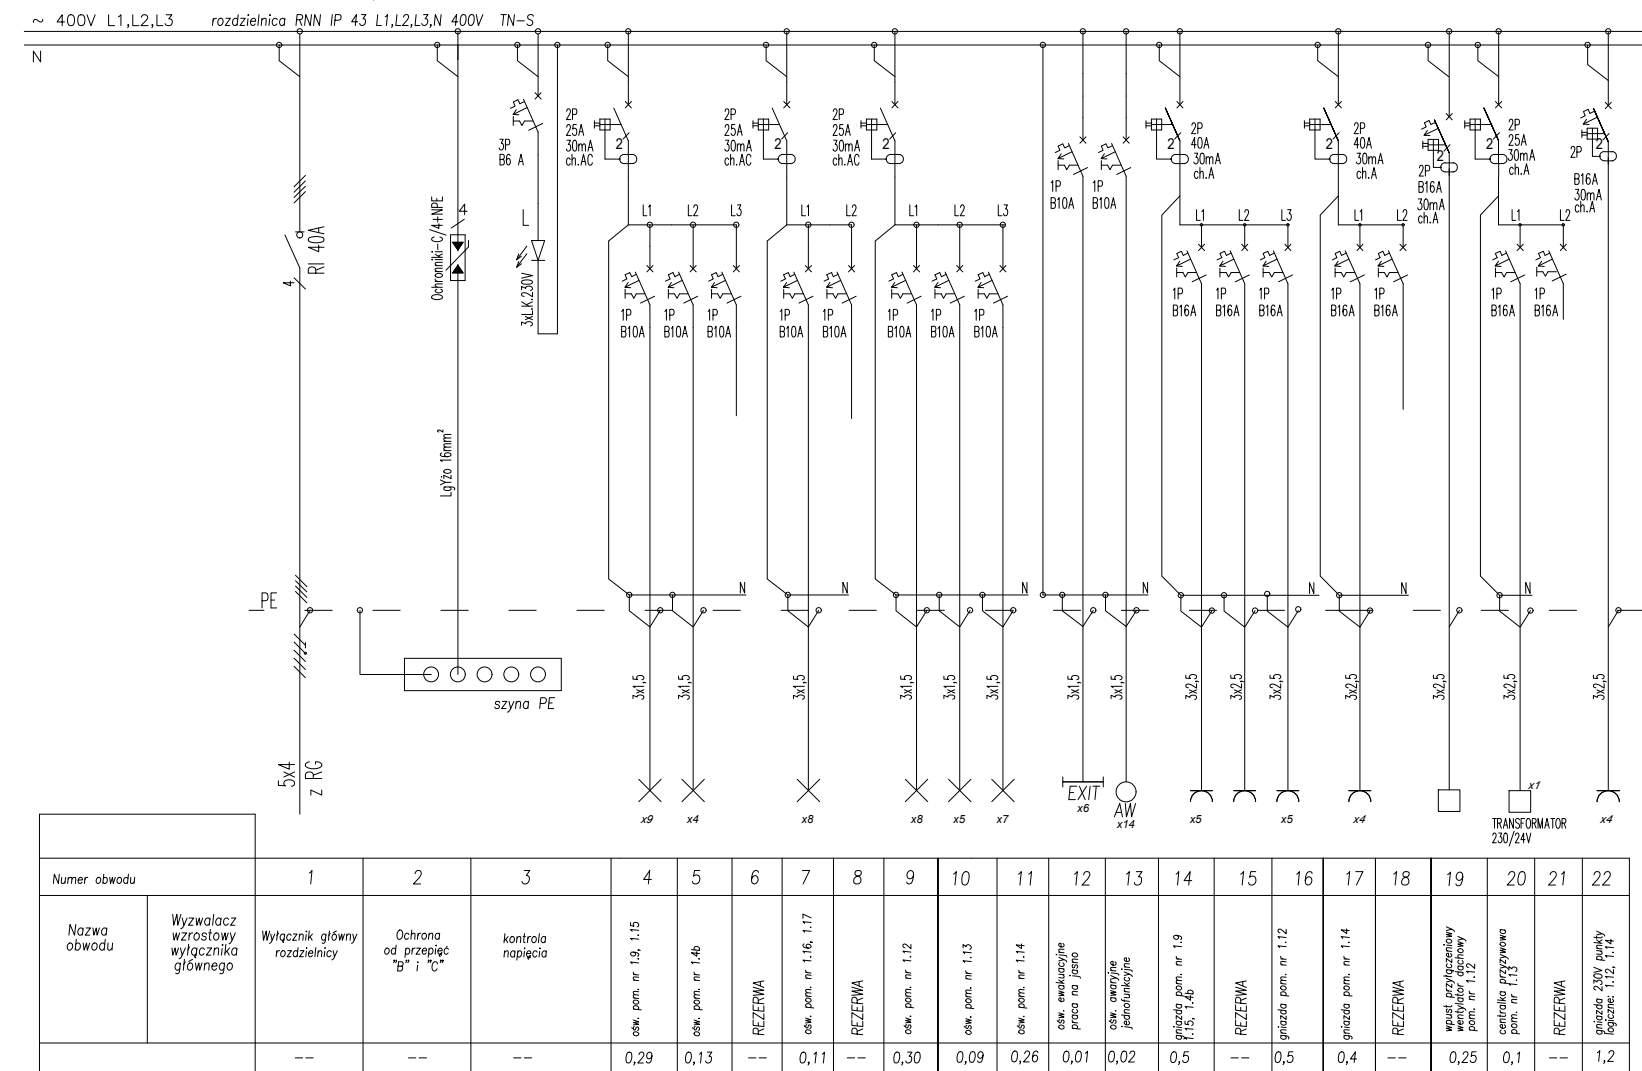 ~ 400V L1,L2,L3 rozdzielnica RNN IP 43 L1,L2,L3,N 400V TN-S
N
3P
B6 A
2P
25A
30mA
ch.AC
2
2P
25A
30mA
ch.AC
2
2P
25A
30mA
ch.AC
2
1P
B10A
1P
B10A
2P
40A
30mA
ch.A
2
2P
40A
30mA
ch.A
2
2P
B16A
30mA
ch.A
2
2P
25A
30mA
ch.A
2
2P
B16A
30mA
ch.A
2
RI 40A
4
Ochronniki-C/4+NPE
4
L
3xL.K.230V
L1 L2 L3
L1 L2
L1 L2 L3
L1 L2 L3
L1 L2
L1 L2
1P
B10A
1P
B10A
1P
B10A
1P
B10A
1P
B10A
1P
B10A
1P
B10A
1P
B10A
1P
B16A
1P
B16A
1P
B16A
1P
B16A
1P
B16A
1P
B16A
1P
B16A
LgYżo 16mm²
PE
N N N N N N N
szyna PE
5x4
z RG
3x1,5 3x1,5 3x1,5 3x1,5 3x1,5 3x1,5 3x1,5 3x1,5 3x2,5 3x2,5 3x2,5 3x2,5 3x2,5 3x2,5 3x2,5
x9 x4 x8 x8 x5 x7
EXIT
x6
AW
x14
x5 x5 x4
x1
TRANSFORMATOR
230/24V
x4
Numer obwodu 1 2 3 4 5 6 7 8 9 10 11 12 13 14 15 16 17 18 19 20 21 22
Nazwa
obwodu
Wyzwalacz
wzrostowy
wyłącznika
głównego
Wyłącznik główny
rozdzielnicy
Ochrona
od przepięć
"B" i "C"
kontrola
napięcia
ośw. pom. nr 1.9, 1.15
ośw. pom. nr 1.4b
REZERWA
ośw. pom. nr 1.16, 1.17
REZERWA
ośw. pom. nr 1.12
ośw. pom. nr 1.13
ośw. pom. nr 1.14
ośw. ewakuacyjne
praca na jasno
ośw. awaryjne
jednofunkcyjne
gniazda pom. nr 1.9
1.15, 1.4b
REZERWA
gniazda pom. nr 1.12
gniazda pom. nr 1.14
REZERWA
wpust przyłączeniowy
wentylator dachowy
pom. nr 1.12
centralka przyzywowa
pom. nr 1.13
REZERWA
gniazda 230V punkty
logiczne: 1.12, 1.14
-- -- -- 0,29 0,13 -- 0,11 -- 0,30 0,09 0,26 0,01 0,02 0,5 -- 0,5 0,4 -- 0,25 0,1 -- 1,2